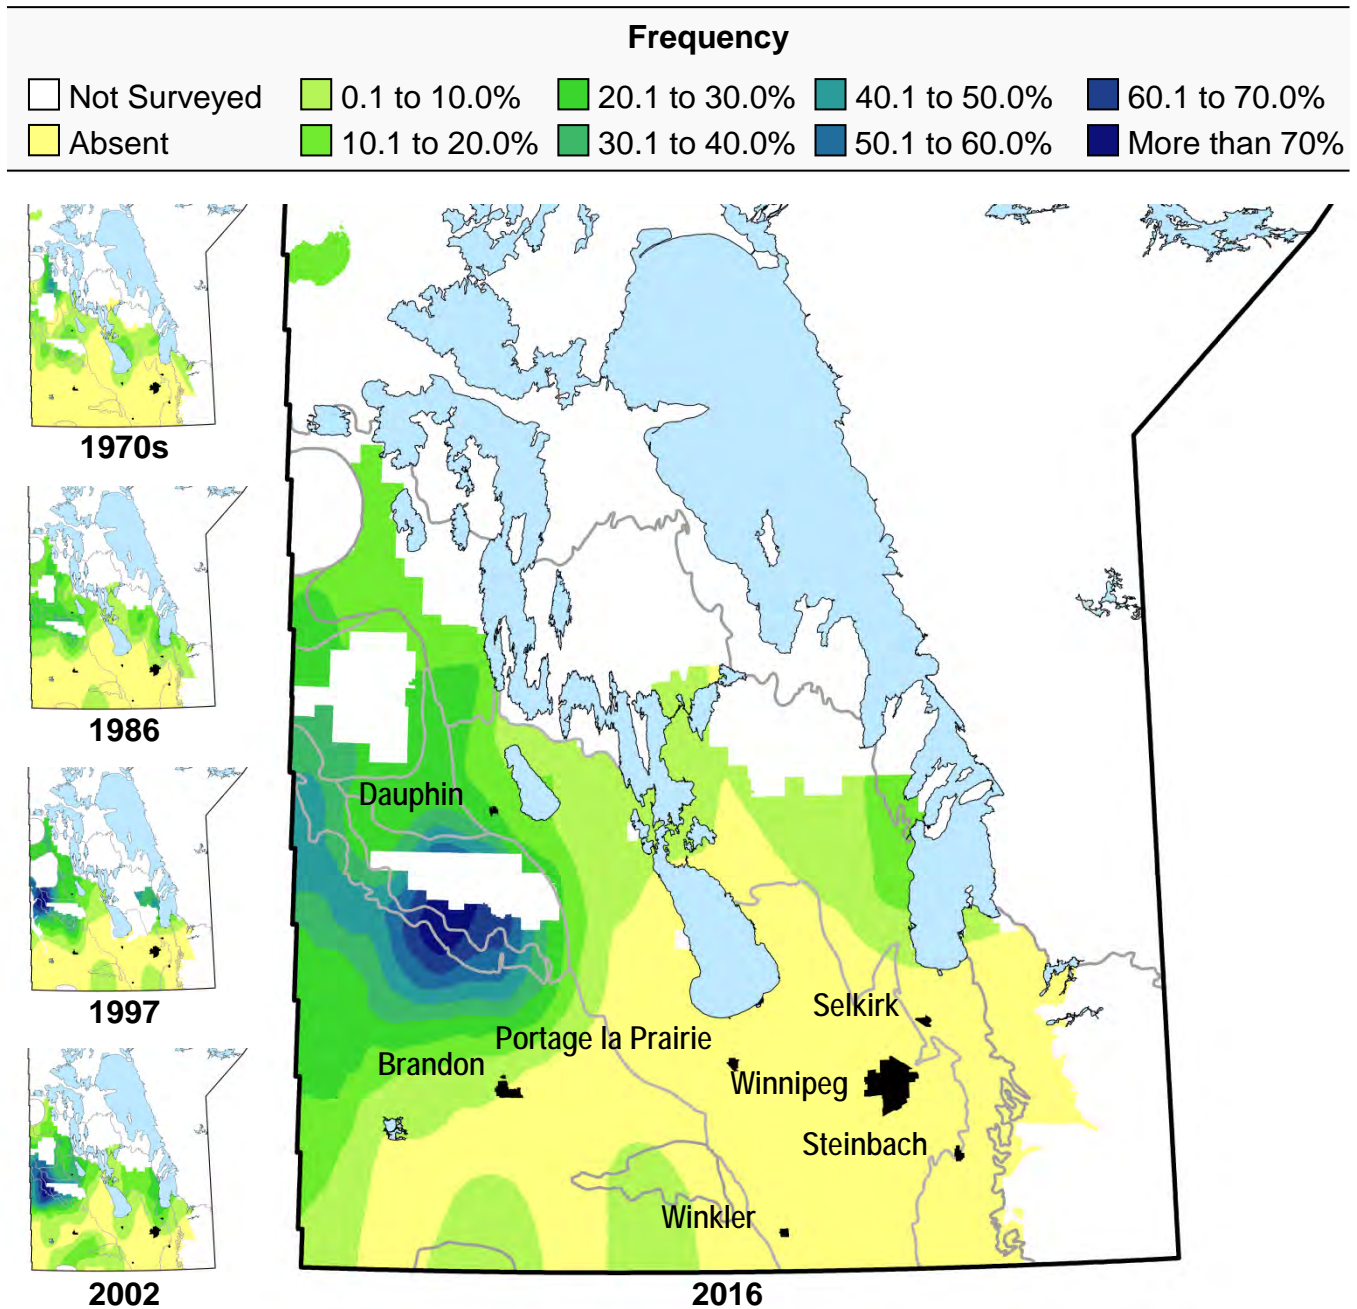 Frequency
Not Surveyed 0.1 to 10.0% 20.1 to 30.0% 40.1 to 50.0% 60.1 to 70.0%
Absent 10.1 to 20.0% 30.1 to 40.0% 50.1 to 60.0% More than 70%
1970s
1986
1997
2002
Dauphin
Selkirk
Portage la Prairie
Brandon
Winnipeg
Steinbach
Winkler
2016